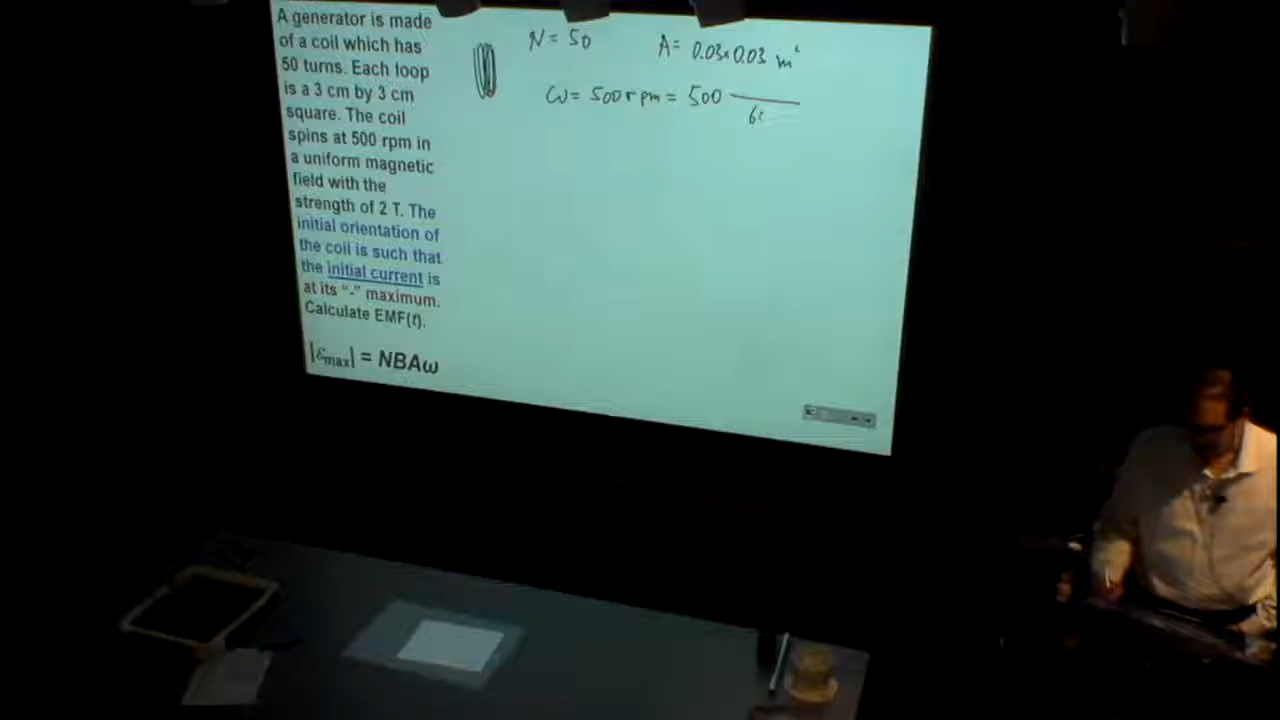 A generator is made
of a coil which has
50 turns. Each loop
is a 3 cm by 3 cm
square. The coil
spins at 500 rpm in
a uniform magnetic
field with the
strength of 2 T. The
initial orientation of
the coil is such that
the initial current is
at its “-” maximum.
Calculate EMF(t).
|ℰmax| = NBAω
N = 50 A = 0.03×0.03 m²
ω = 500 rpm = 500 ―
60